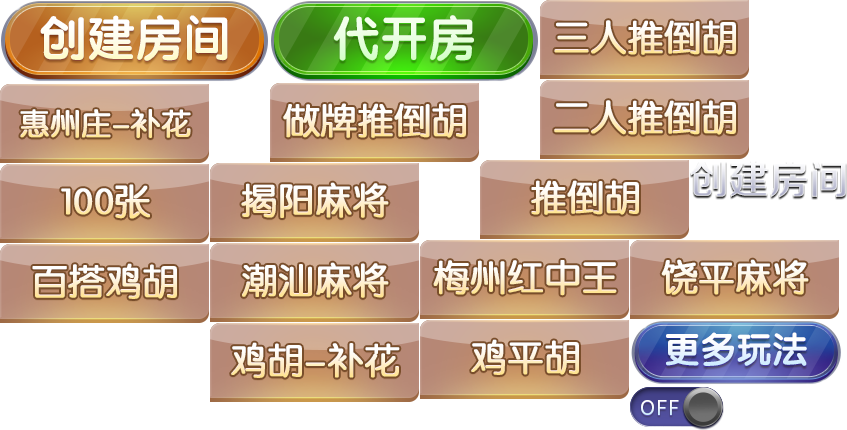 创建房间
代开房
三人推倒胡
惠州庄-补花
做牌推倒胡
二人推倒胡
100张
揭阳麻将
推倒胡
创建房间
百搭鸡胡
潮汕麻将
梅州红中王
饶平麻将
鸡胡-补花
鸡平胡
更多玩法
OFF